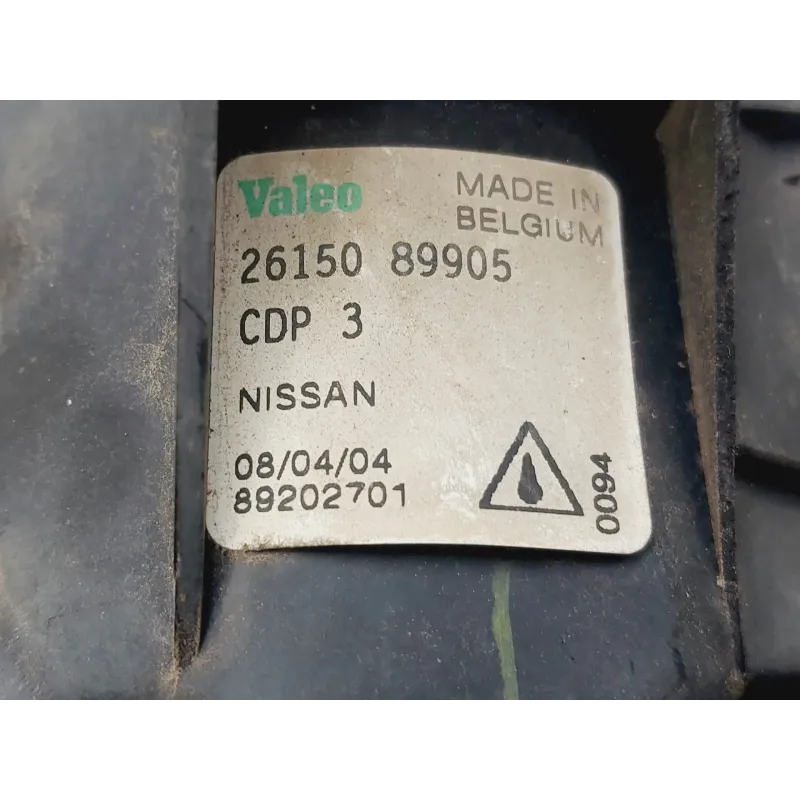 Valeo
MADE IN
BELGIUM
26150 89905
CDP 3
NISSAN
08/04/04
89202701
0094